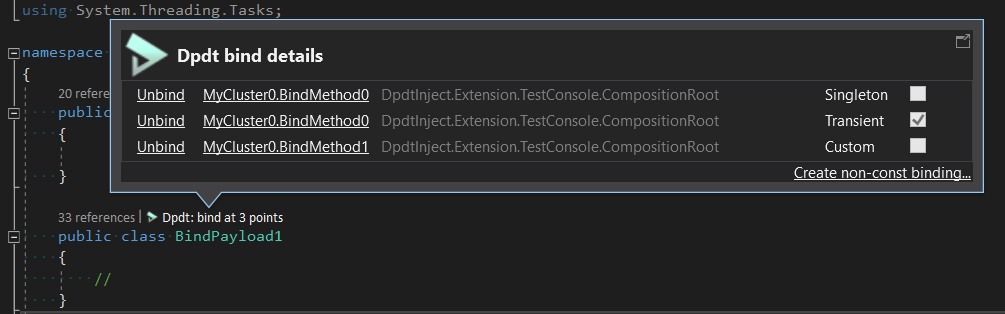 using System.Threading.Tasks;
Dpdt bind details
namespace
{
Unbind MyCluster0.BindMethod0 DpdtInject.Extension.TestConsole.CompositionRoot Singleton
20 refere
Unbind MyCluster0.BindMethod0 DpdtInject.Extension.TestConsole.CompositionRoot Transient
public
{
Unbind MyCluster0.BindMethod1 DpdtInject.Extension.TestConsole.CompositionRoot Custom
}
Create non-const binding...
33 references | Dpdt: bind at 3 points
public class BindPayload1
{
//
}